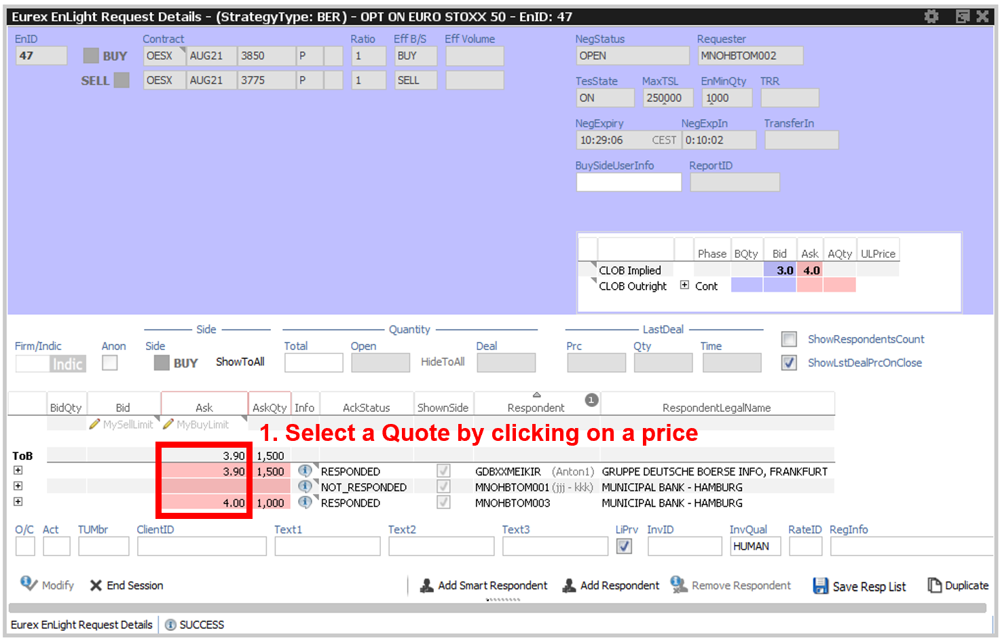 Eurex EnLight Request Details - (StrategyType: BER) - OPT ON EURO STOXX 50 - EnID: 47
EnID Contract Ratio Eff B/S Eff Volume NegStatus Requester
47 BUY OESX AUG21 3850 P 1 BUY OPEN MNOHBTOM002
SELL OESX AUG21 3775 P 1 SELL
TesState MaxTSL EnMinQty TRR
ON 250000 1000
NegExpiry NegExpIn TransferIn
10:29:06 CEST 0:10:02
BuySideUserInfo ReportID
Phase BQty Bid Ask AQty ULPrice
CLOB Implied 3.0 4.0
CLOB Outright Cont
Side Quantity LastDeal
ShowRespondentsCount
Firm/Indic Anon Side Total Open Deal Prc Qty Time
Indic BUY ShowToAll HideToAll ShowLstDealPrcOnClose
BidQty Bid Ask AskQty Info AckStatus ShownSide Respondent 1 RespondentLegalName
MySellLimit MyBuyLimit
1. Select a Quote by clicking on a price
ToB 3.90 1,500
3.90 1,500 RESPONDED GDBXXMEIKIR (Anton1) GRUPPE DEUTSCHE BOERSE INFO, FRANKFURT
NOT_RESPONDED MNOHBTOM001 (jjj - kkk) MUNICIPAL BANK - HAMBURG
4.00 1,000 RESPONDED MNOHBTOM003 MUNICIPAL BANK - HAMBURG
O/C Act TUMbr ClientID Text1 Text2 Text3 LiPrv InvID InvQual RateID RegInfo
HUMAN
Modify End Session Add Smart Respondent Add Respondent Remove Respondent Save Resp List Duplicate
Eurex EnLight Request Details SUCCESS